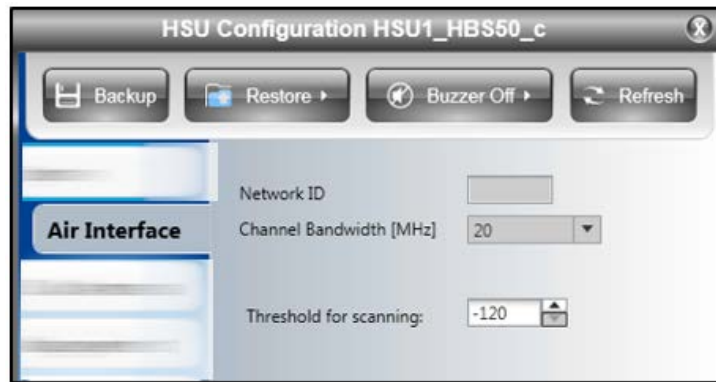 HSU Configuration HSU1_HBS50_c
Backup Restore Buzzer Off Refresh
Network ID
Air Interface
Channel Bandwidth [MHz] 20
Threshold for scanning: -120